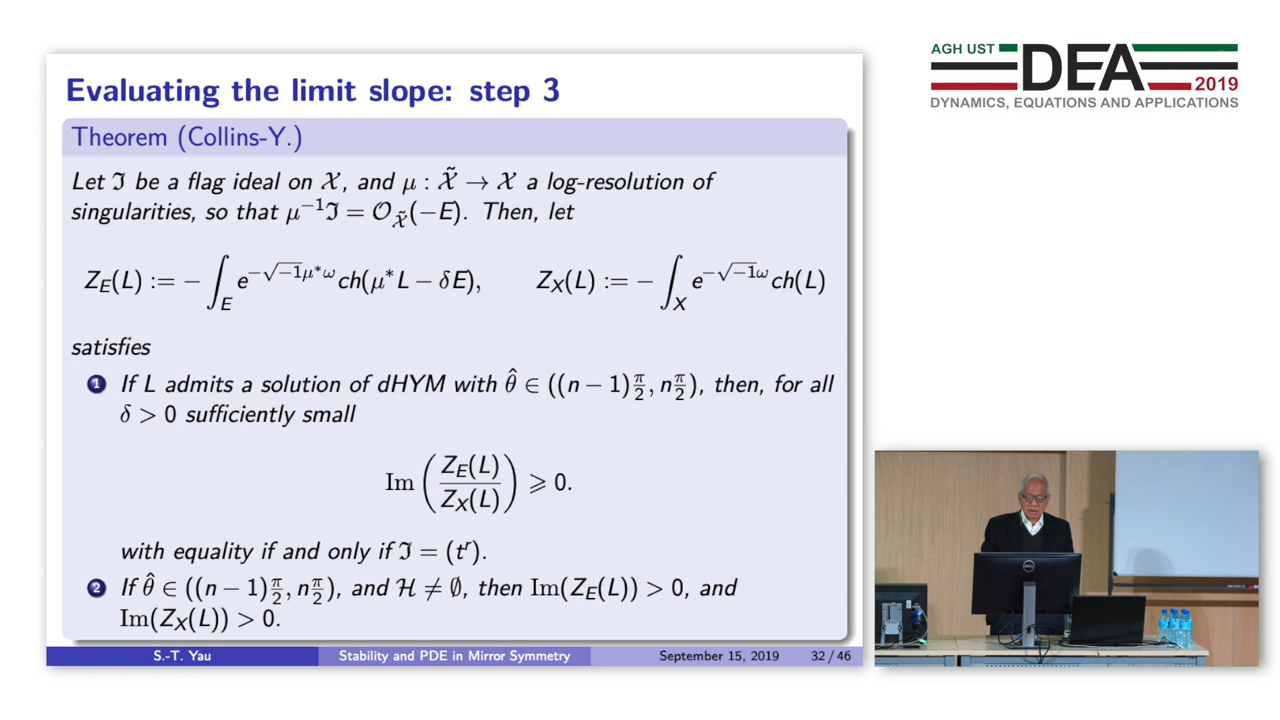 AGH UST
DEA
2019
DYNAMICS, EQUATIONS AND APPLICATIONS
Evaluating the limit slope: step 3
Theorem (Collins-Y.)
Let ℑ be a flag ideal on 𝒳, and μ : 𝒳̃ → 𝒳 a log-resolution of
singularities, so that μ⁻¹ℑ = 𝒪_𝒳̃(−E). Then, let
Z_E(L) := − ∫_E e^{−√−1μ*ω} ch(μ*L − δE), Z_X(L) := − ∫_X e^{−√−1ω} ch(L)
satisfies
1 If L admits a solution of dHYM with θ̂ ∈ ((n − 1)π/2, nπ/2), then, for all
δ > 0 sufficiently small
Im (Z_E(L)/Z_X(L)) ⩾ 0.
with equality if and only if ℑ = (tʳ).
2 If θ̂ ∈ ((n − 1)π/2, nπ/2), and ℋ ≠ ∅, then Im(Z_E(L)) > 0, and
Im(Z_X(L)) > 0.
S.-T. Yau Stability and PDE in Mirror Symmetry September 15, 2019 32 / 46
DELL